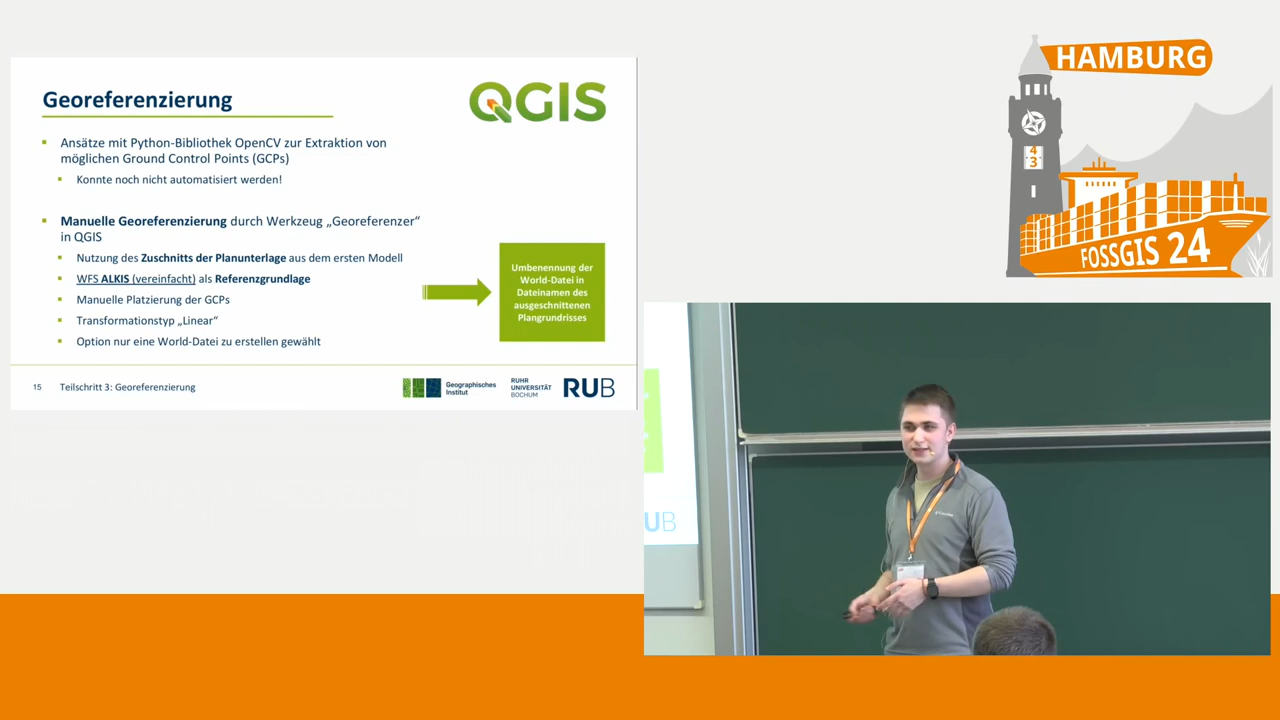 Georeferenzierung
QGIS
▪ Ansätze mit Python-Bibliothek OpenCV zur Extraktion von
möglichen Ground Control Points (GCPs)
▪ Konnte noch nicht automatisiert werden!
▪ Manuelle Georeferenzierung durch Werkzeug „Georeferenzer“
in QGIS
▪ Nutzung des Zuschnitts der Planunterlage aus dem ersten Modell
▪ WFS ALKIS (vereinfacht) als Referenzgrundlage
▪ Manuelle Platzierung der GCPs
▪ Transformationstyp „Linear“
▪ Option nur eine World-Datei zu erstellen gewählt
Umbenennung der
World-Datei in
Dateinamen des
ausgeschnittenen
Plangrundrisses
15 Teilschritt 3: Georeferenzierung
Geographisches
Institut
RUHR
UNIVERSITÄT
BOCHUM
RUB
HAMBURG
4
3
FOSSGIS 24
UB